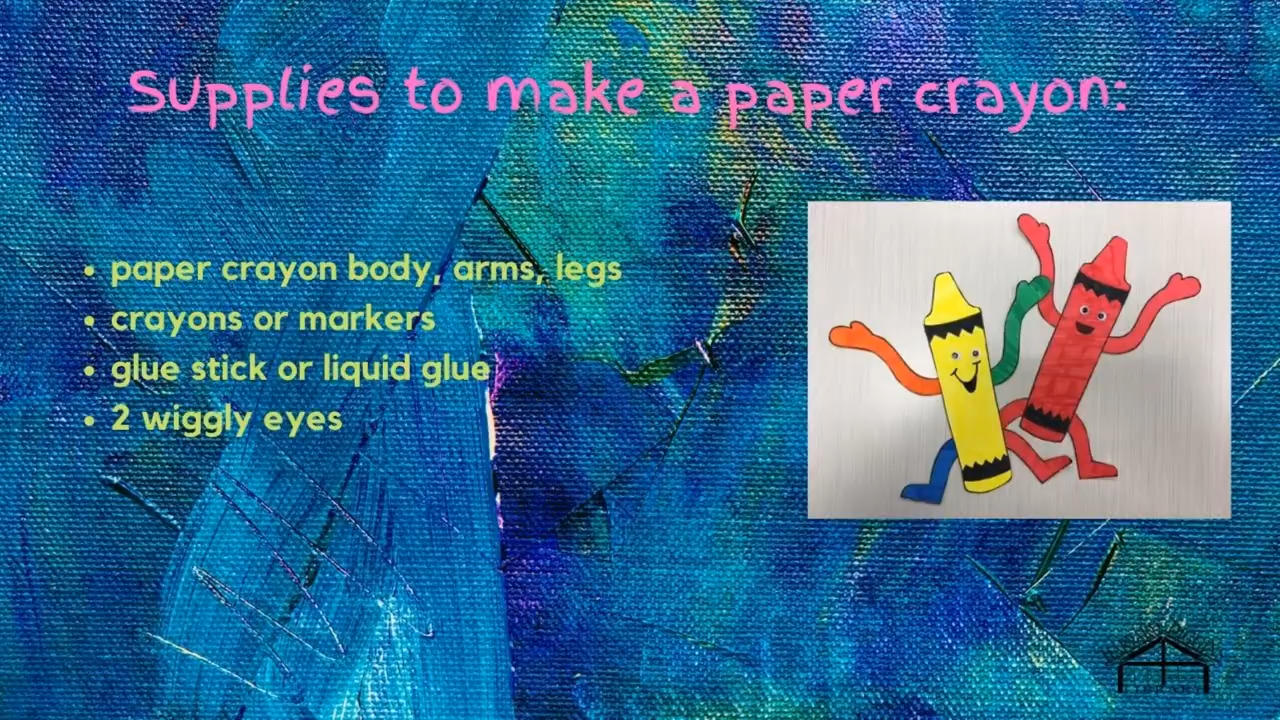 Supplies to make a paper crayon:
• paper crayon body, arms, legs
• crayons or markers
• glue stick or liquid glue
• 2 wiggly eyes